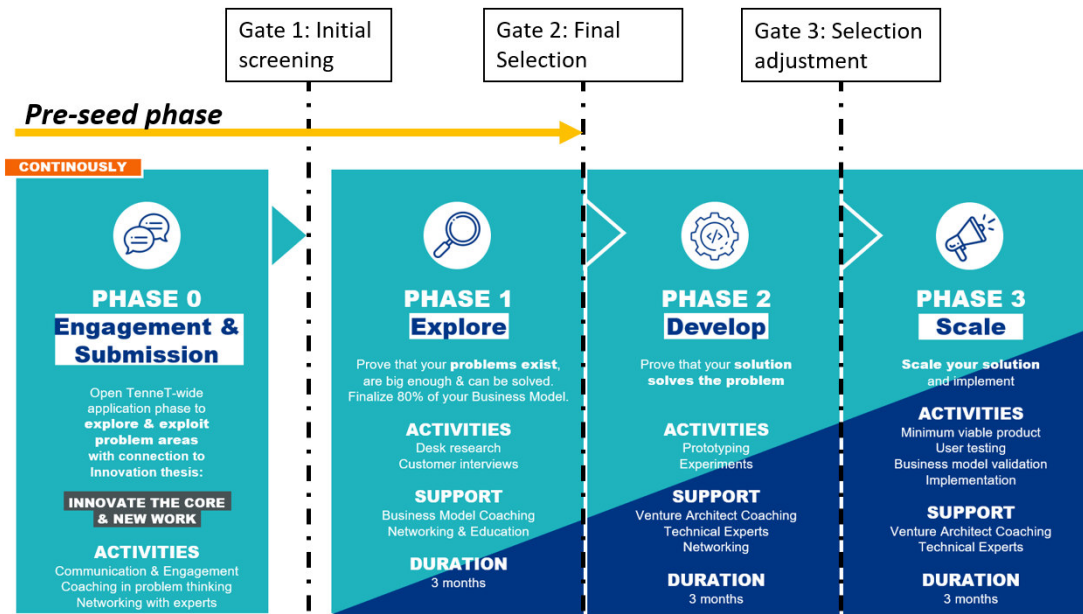 Gate 1: Initial
screening
Gate 2: Final
Selection
Gate 3: Selection
adjustment
Pre-seed phase
CONTINOUSLY
PHASE 0
Engagement &
Submission
Open TenneT-wide
application phase to
explore & exploit
problem areas
with connection to
Innovation thesis:
INNOVATE THE CORE
& NEW WORK
ACTIVITIES
Communication & Engagement
Coaching in problem thinking
Networking with experts
PHASE 1
Explore
Prove that your problems exist,
are big enough & can be solved.
Finalize 80% of your Business Model.
ACTIVITIES
Desk research
Customer interviews
SUPPORT
Business Model Coaching
Networking & Education
DURATION
3 months
PHASE 2
Develop
Prove that your solution
solves the problem
ACTIVITIES
Prototyping
Experiments
SUPPORT
Venture Architect Coaching
Technical Experts
Networking
DURATION
3 months
PHASE 3
Scale
Scale your solution
and implement
ACTIVITIES
Minimum viable product
User testing
Business model validation
Implementation
SUPPORT
Venture Architect Coaching
Technical Experts
DURATION
3 months